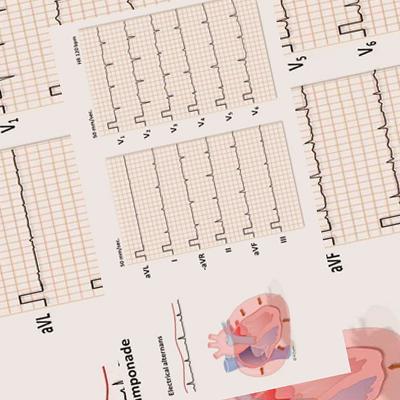 HR 120 bpm
50 mm/sec.
V1
V2
V3
V4
V5
V6
50 mm/sec.
aVL
I
-aVR
II
aVF
III
Electrical alternans
V1
V5
V6
aVL
aVF
mponade